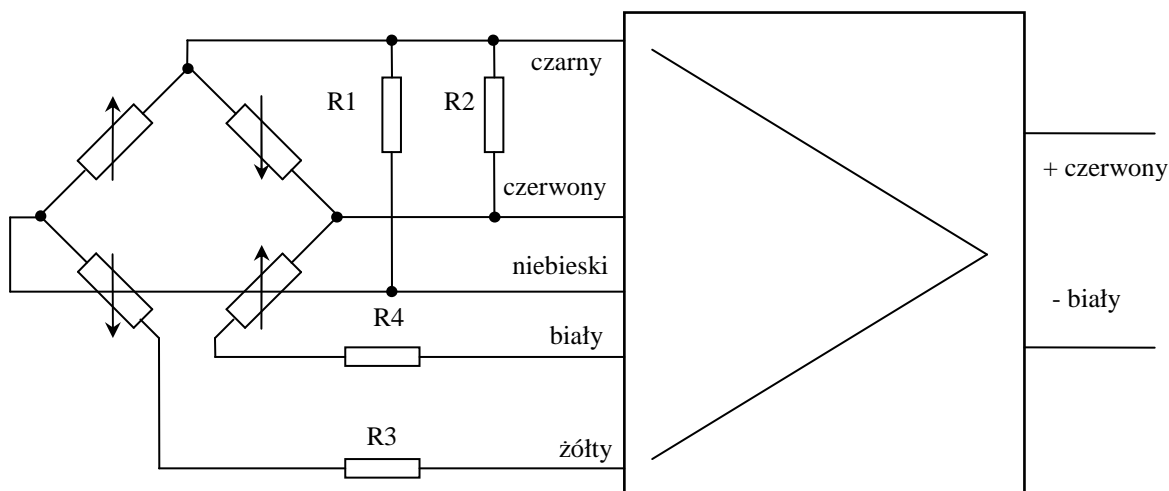 czarny
R1
R2
+ czerwony
czerwony
niebieski
- biały
R4
biały
R3
żółty